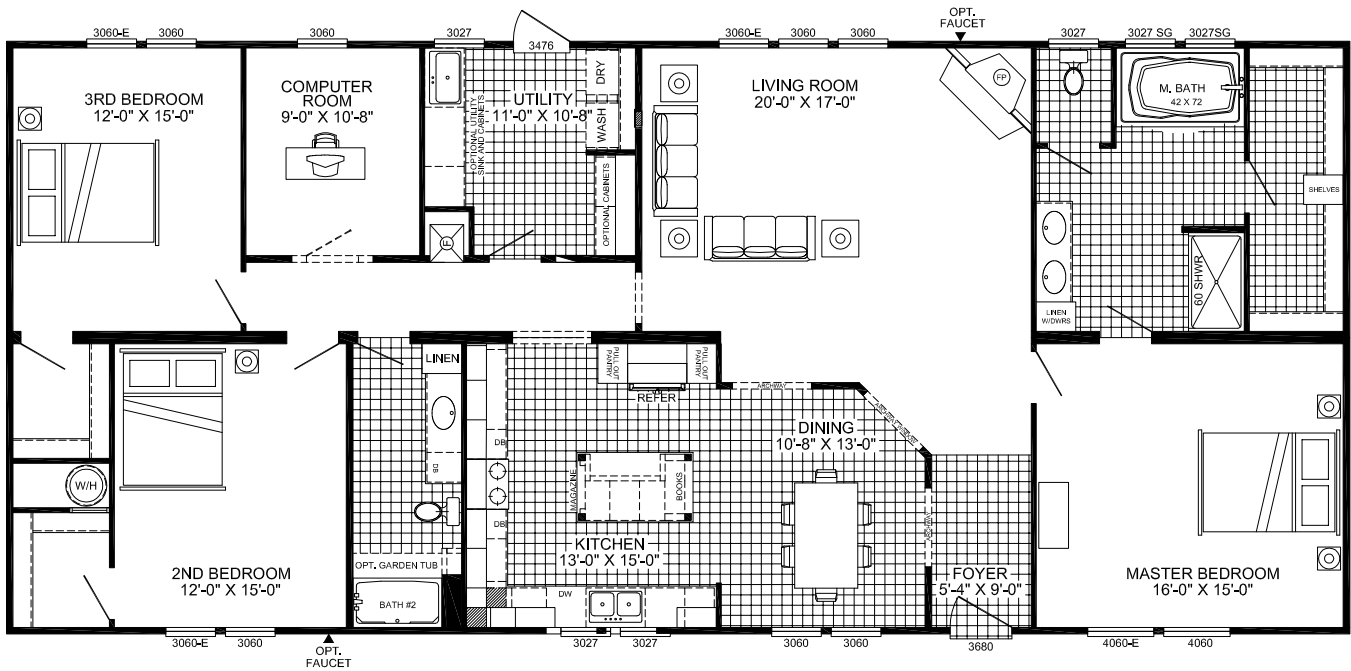 OPT.
FAUCET
3060-E
3060
3060
3027
3476
3060-E
3060
3060
3027
3027 SG
3027SG
3RD BEDROOM
12'-0" X 15'-0"
COMPUTER
ROOM
9'-0" X 10'-8"
OPTIONAL UTILITY
SINK AND CABINETS
UTILITY
11'-0" X 10'-8"
WASH
DRY
OPTIONAL CABINETS
F
LIVING ROOM
20'-0" X 17'-0"
FP
M. BATH
42 X 72
SHELVES
60 SHWR
LINEN
W/DWRS
LINEN
DB
PULL OUT
PANTRY
PULL OUT
PANTRY
REFER
ARCHWAY
DINING
10'-8" X 13'-0"
DB
DB
MAGAZINE
BOOKS
ARCHWAY
W/H
KITCHEN
13'-0" X 15'-0"
DW
2ND BEDROOM
12'-0" X 15'-0"
OPT. GARDEN TUB
BATH #2
FOYER
5'-4" X 9'-0"
MASTER BEDROOM
16'-0" X 15'-0"
3060-E
3060
3027
3027
3060
3060
3680
4060-E
4060
OPT.
FAUCET